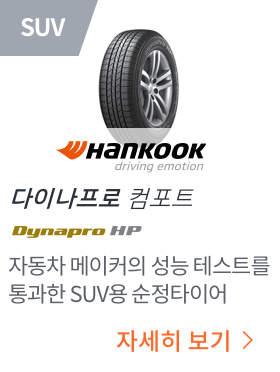 SUV
HANKOOK
driving emotion
다이나프로 컴포트
Dynapro HP
자동차 메이커의 성능 테스트를
통과한 SUV용 순정타이어
자세히 보기 >